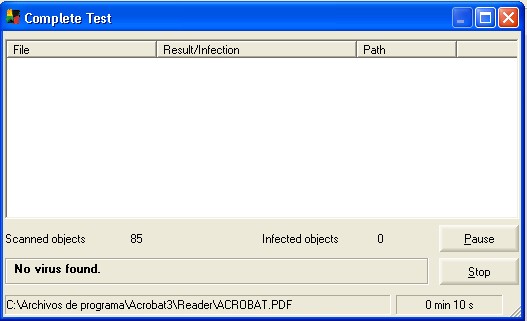 Complete Test
File Result/Infection Path
Scanned objects 85 Infected objects 0 Pause
No virus found. Stop
C:\Archivos de programa\Acrobat3\Reader\ACROBAT.PDF 0 min 10 s